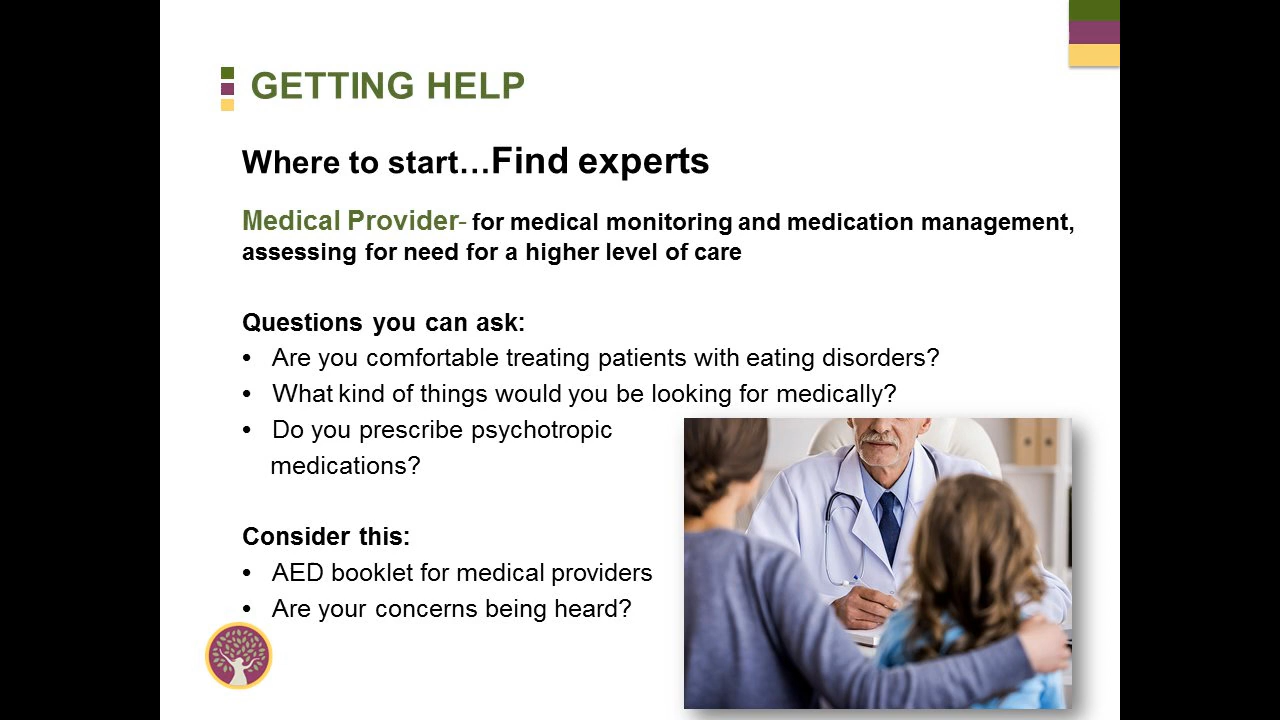 GETTING HELP
Where to start…Find experts
Medical Provider- for medical monitoring and medication management,
assessing for need for a higher level of care
Questions you can ask:
• Are you comfortable treating patients with eating disorders?
• What kind of things would you be looking for medically?
• Do you prescribe psychotropic
medications?
Consider this:
• AED booklet for medical providers
• Are your concerns being heard?